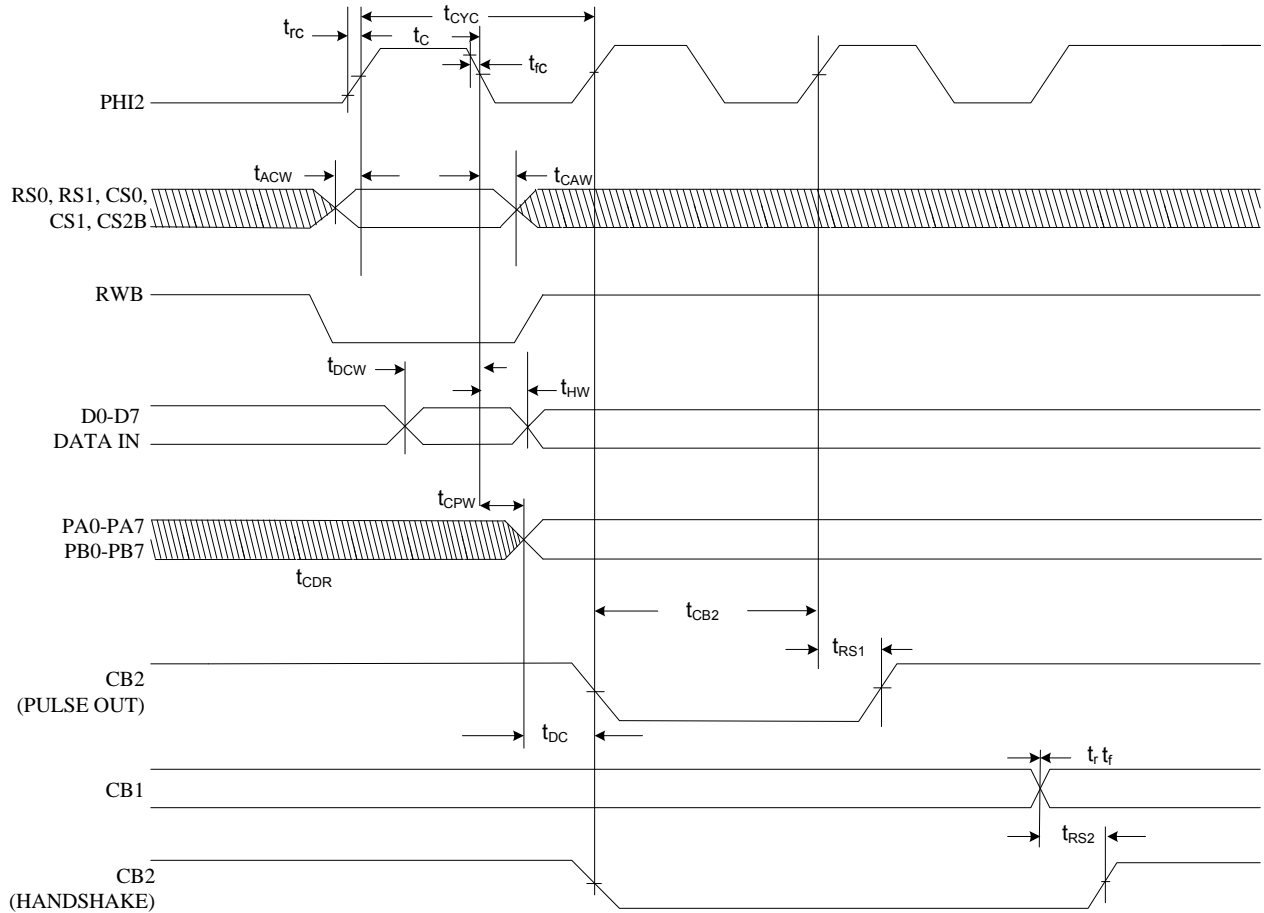 tCYC
trc
tC
tfc
PHI2
tACW
tCAW
RS0, RS1, CS0,
CS1, CS2B
RWB
tDCW
tHW
D0-D7
DATA IN
tCPW
PA0-PA7
PB0-PB7
tCDR
tCB2
tRS1
CB2
(PULSE OUT)
tDC
tr tf
CB1
tRS2
CB2
(HANDSHAKE)